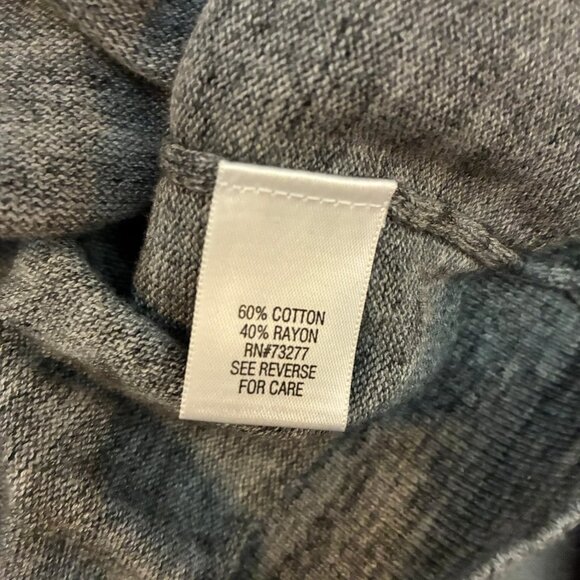 60% COTTON
40% RAYON
RN#73277
SEE REVERSE
FOR CARE